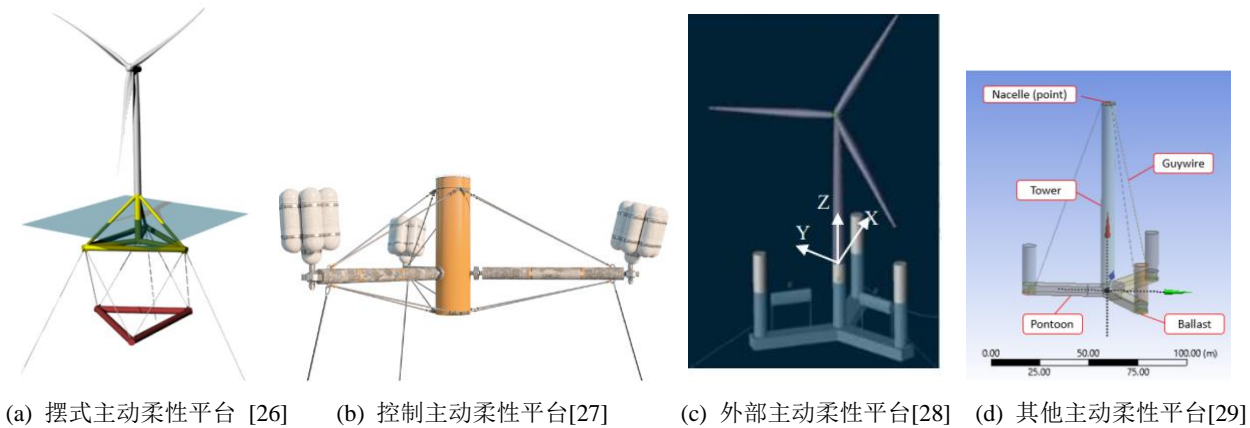 Nacelle (point)
Guywire
Tower
Z
X
Y
Pontoon
Ballast
0.00
50.00
100.00 (m)
25.00
75.00
(a) 摆式主动柔性平台 [26]
(b) 控制主动柔性平台[27]
(c) 外部主动柔性平台[28]
(d) 其他主动柔性平台[29]